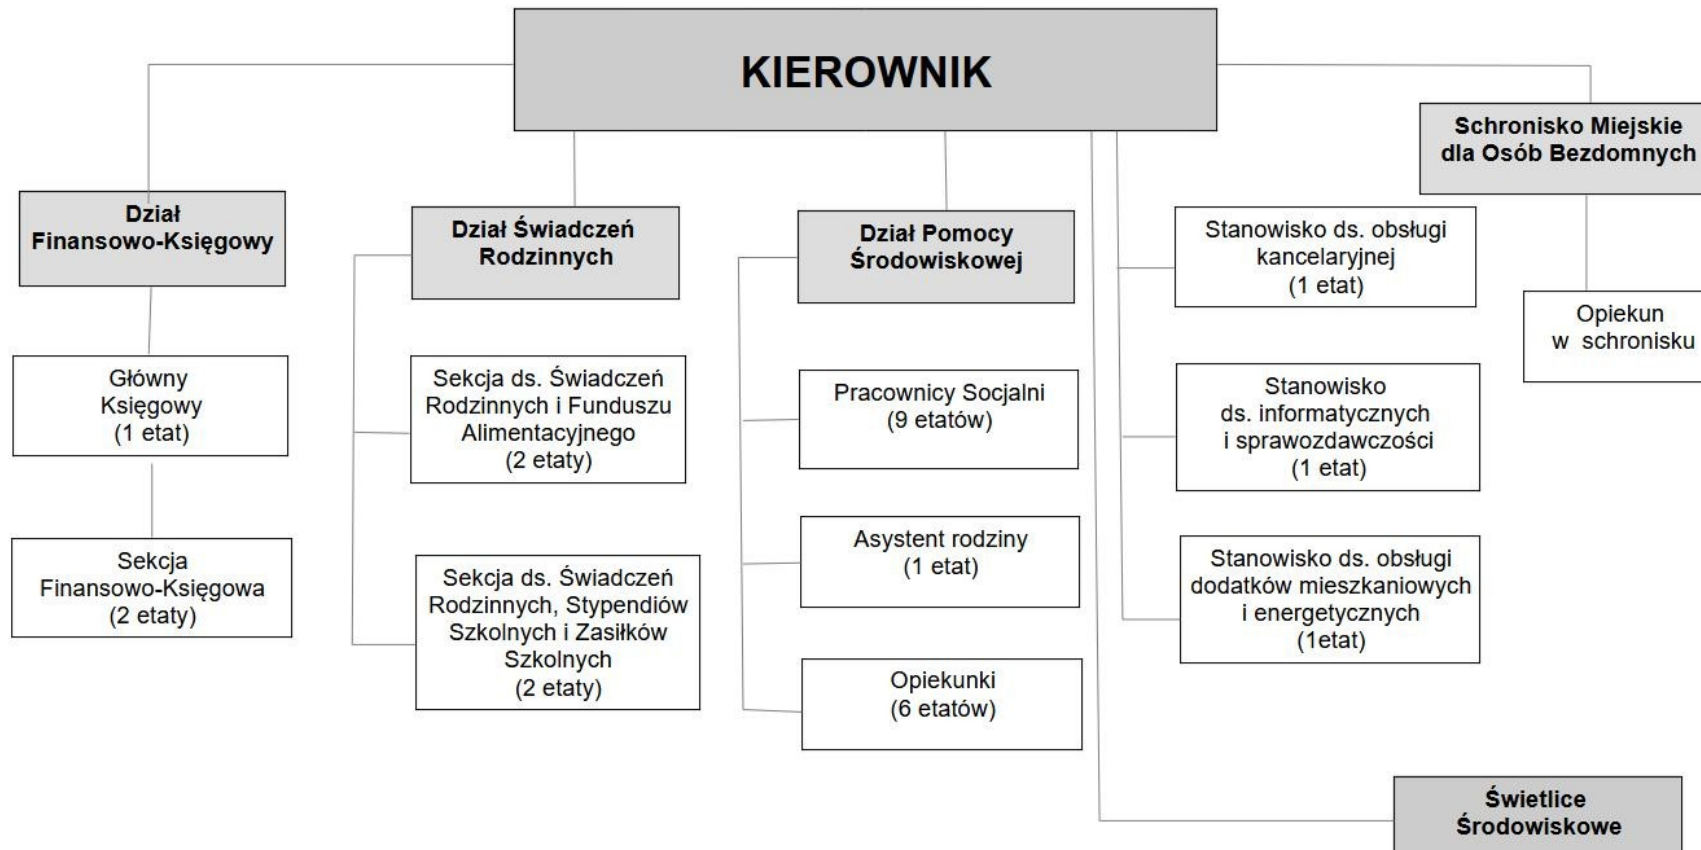 KIEROWNIK
Schronisko Miejskie
dla Osób Bezdomnych
Opiekun
w schronisku
Dział
Finansowo-Księgowy
Główny
Księgowy
(1 etat)
Sekcja
Finansowo-Księgowa
(2 etaty)
Dział Świadczeń
Rodzinnych
Sekcja ds. Świadczeń
Rodzinnych i Funduszu
Alimentacyjnego
(2 etaty)
Sekcja ds. Świadczeń
Rodzinnych, Stypendiów
Szkolnych i Zasiłków
Szkolnych
(2 etaty)
Dział Pomocy
Środowiskowej
Pracownicy Socjalni
(9 etatów)
Asystent rodziny
(1 etat)
Opiekunki
(6 etatów)
Stanowisko ds. obsługi
kancelaryjnej
(1 etat)
Stanowisko
ds. informatycznych
i sprawozdawczości
(1 etat)
Stanowisko ds. obsługi
dodatków mieszkaniowych
i energetycznych
(1etat)
Świetlice
Środowiskowe